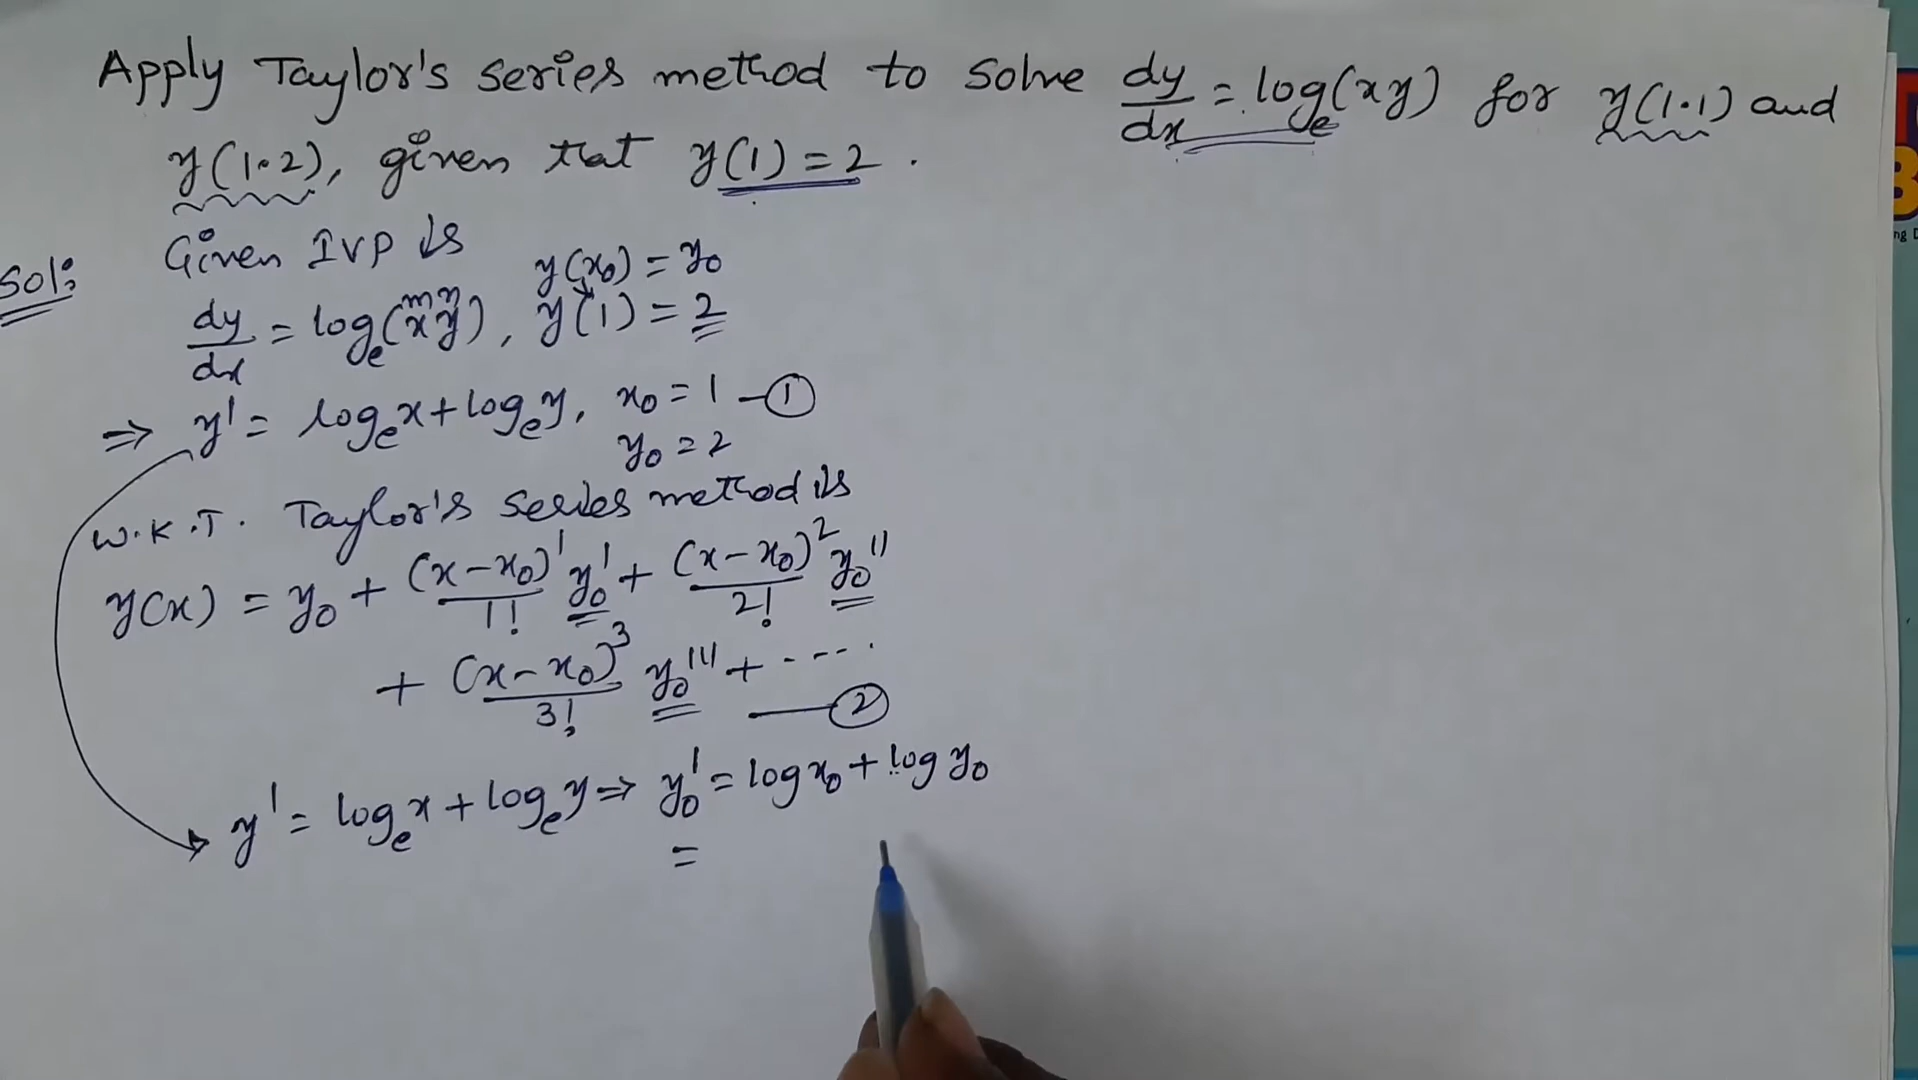 Apply Taylor's series method to solve dy/dx = log_e(xy) for y(1.1) and
y(1.2), given that y(1) = 2.
Sol:
Given IVP is
y(x₀) = y₀
dy/dx = log_e(xy), y(1) = 2
m n
⇒ y' = log_e x + log_e y, x₀ = 1 — ①
y₀ = 2
W.K.T. Taylor's series method is
y(x) = y₀ + (x-x₀)¹/1! y₀' + (x-x₀)²/2! y₀''
+ (x-x₀)³/3! y₀''' + ----.
— ②
y' = log_e x + log_e y ⇒ y₀' = log x₀ + log y₀
=